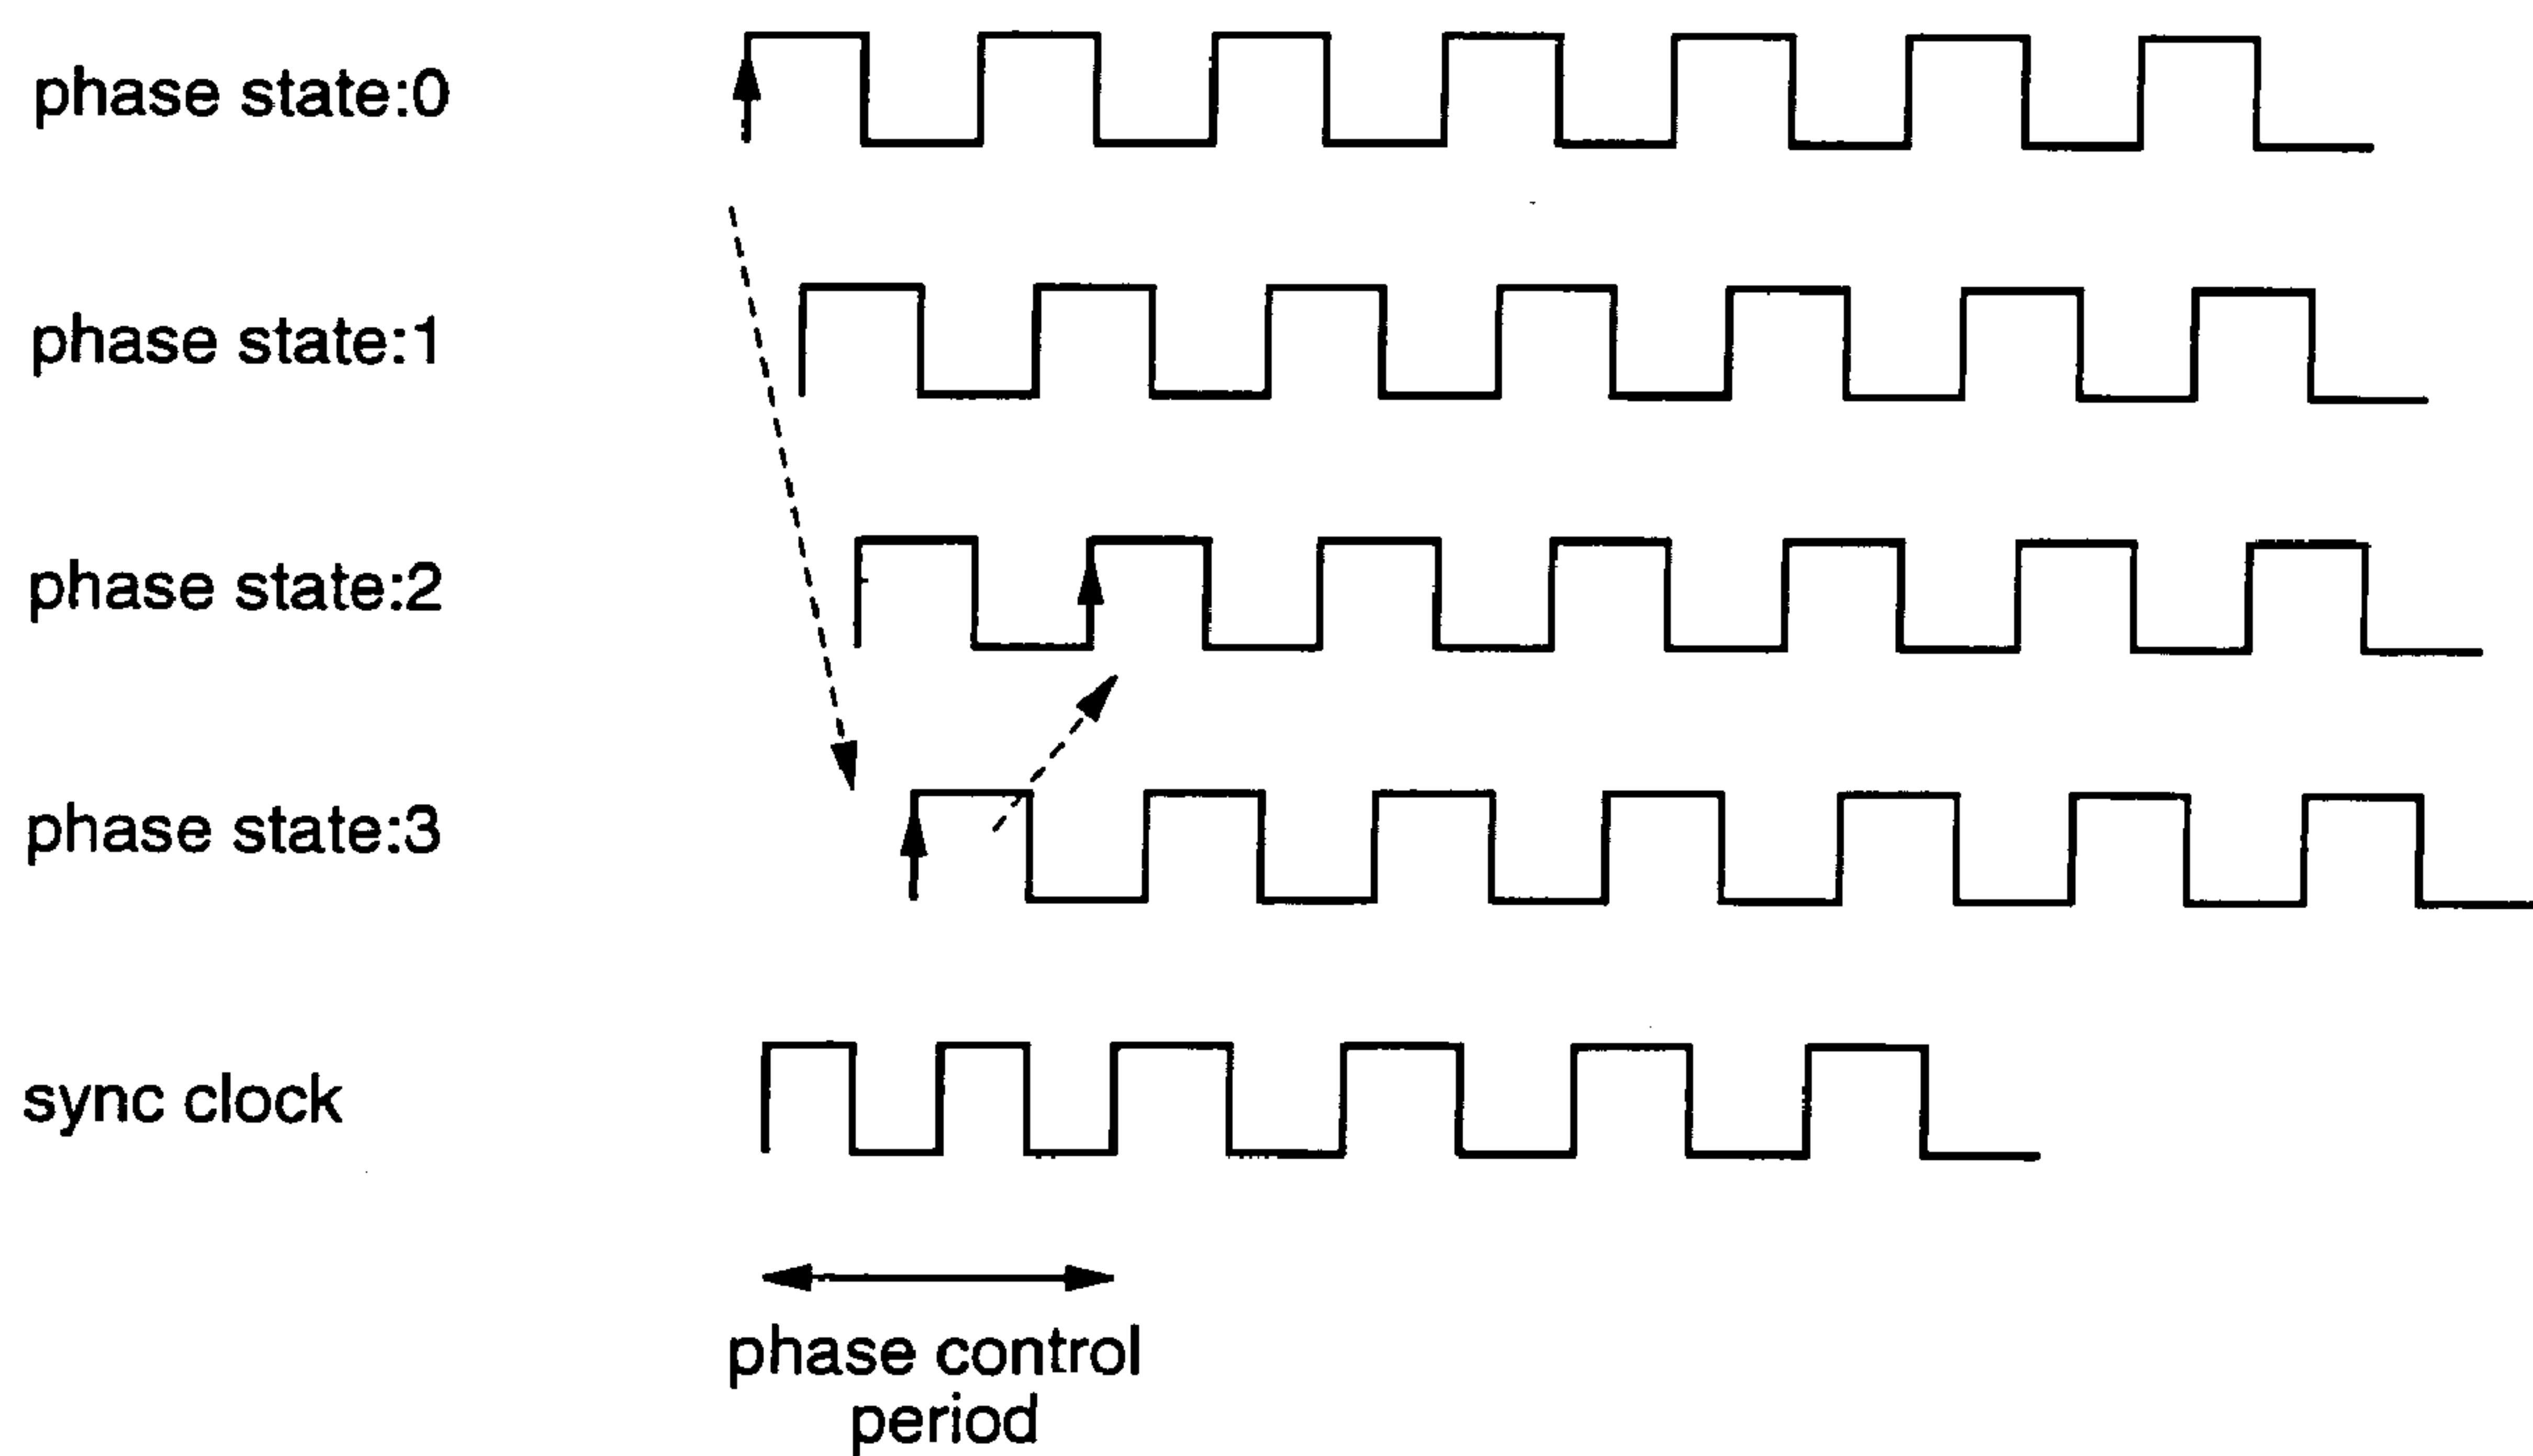 phase state:0
phase state:1
phase state:2
phase state:3
sync clock
phase control
period